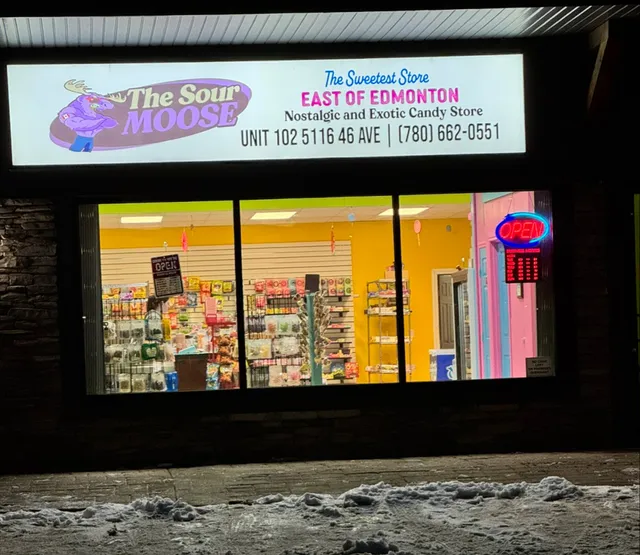 The Sour
MOOSE
The Sweetest Store
EAST OF EDMONTON
Nostalgic and Exotic Candy Store
UNIT 102 5116 46 AVE | (780) 662-0551
OPEN
OPEN